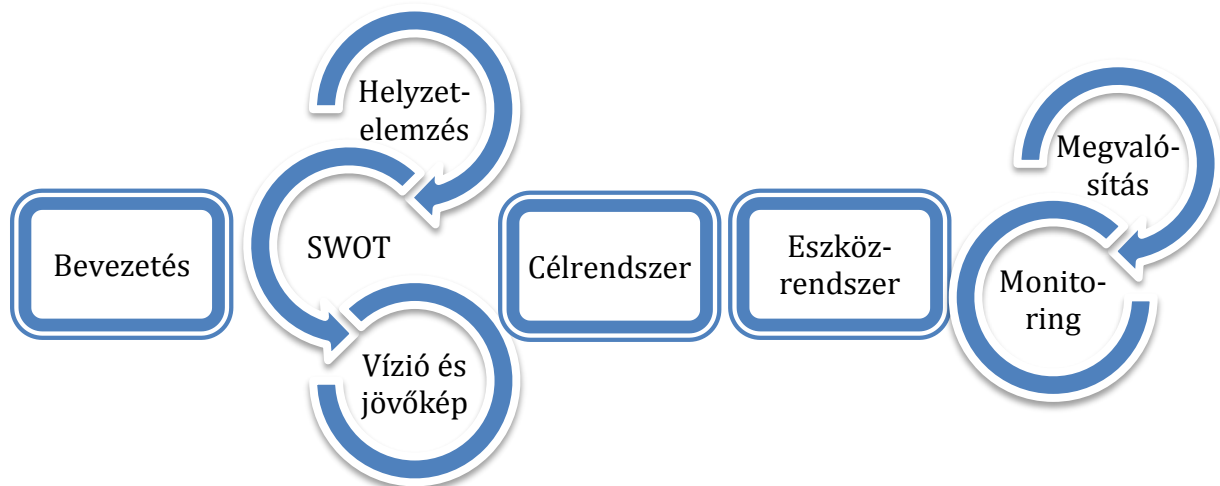 Bevezetés
Helyzet-
elemzés
SWOT
Vízió és
jövőkép
Célrendszer
Eszköz-
rendszer
Megvaló-
sítás
Monito-
ring